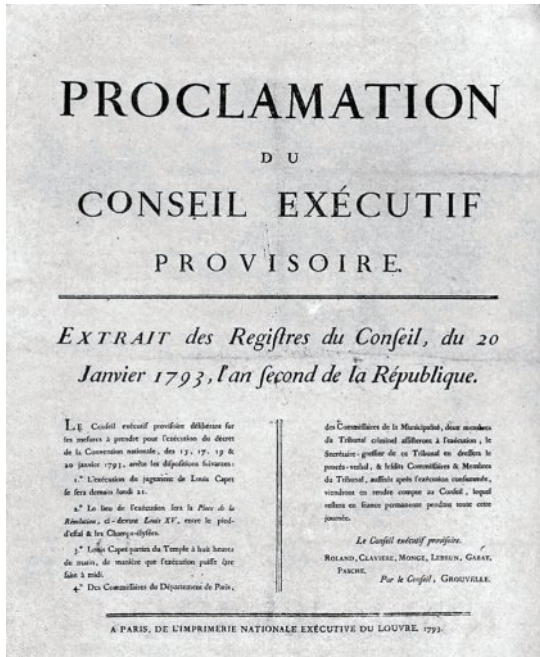 PROCLAMATION
DU
CONSEIL EXÉCUTIF
PROVISOIRE.
EXTRAIT des Regiſtres du Conſeil, du 20
Janvier 1793, l'an ſecond de la République.
LE Conſeil exécutif proviſoire délibérant ſur
les meſures à prendre pour l'exécution du décret
de la Convention nationale, des 15, 17, 19 &
20 janvier 1793, arrête les diſpoſitions ſuivantes:
1.° L'exécution du jugement de Louis Capet
ſe fera demain lundi 21.
2.° Le lieu de l'exécution ſera la Place de la
Révolution, ci-devant Louis XV, entre le pied-
d'eſtal & les Champs-élyſées.
3.° Louis Capet partira du Temple à huit heures
du matin, de manière que l'exécution puiſſe être
faite à midi.
4.° Des Commiſſaires du Département de Paris,
des Commiſſaires de la Municipalité, deux membres
du Tribunal criminel aſſiſteront à l'exécution; le
Secrétaire-greffier de ce Tribunal en dreſſera le
procès-verbal, & leſdits Commiſſaires & Membres
du Tribunal, auſſitôt après l'exécution conſommée,
viendront en rendre compte au Conſeil, lequel
reſtera en ſéance permanente pendant toute cette
journée.
Le Conſeil exécutif proviſoire.
ROLAND, CLAVIÈRE, MONGE, LEBRUN, GARAT,
PASCHE.
Par le Conſeil, GROUVELLE.
A PARIS, DE L'IMPRIMERIE NATIONALE EXÉCUTIVE DU LOUVRE. 1793.